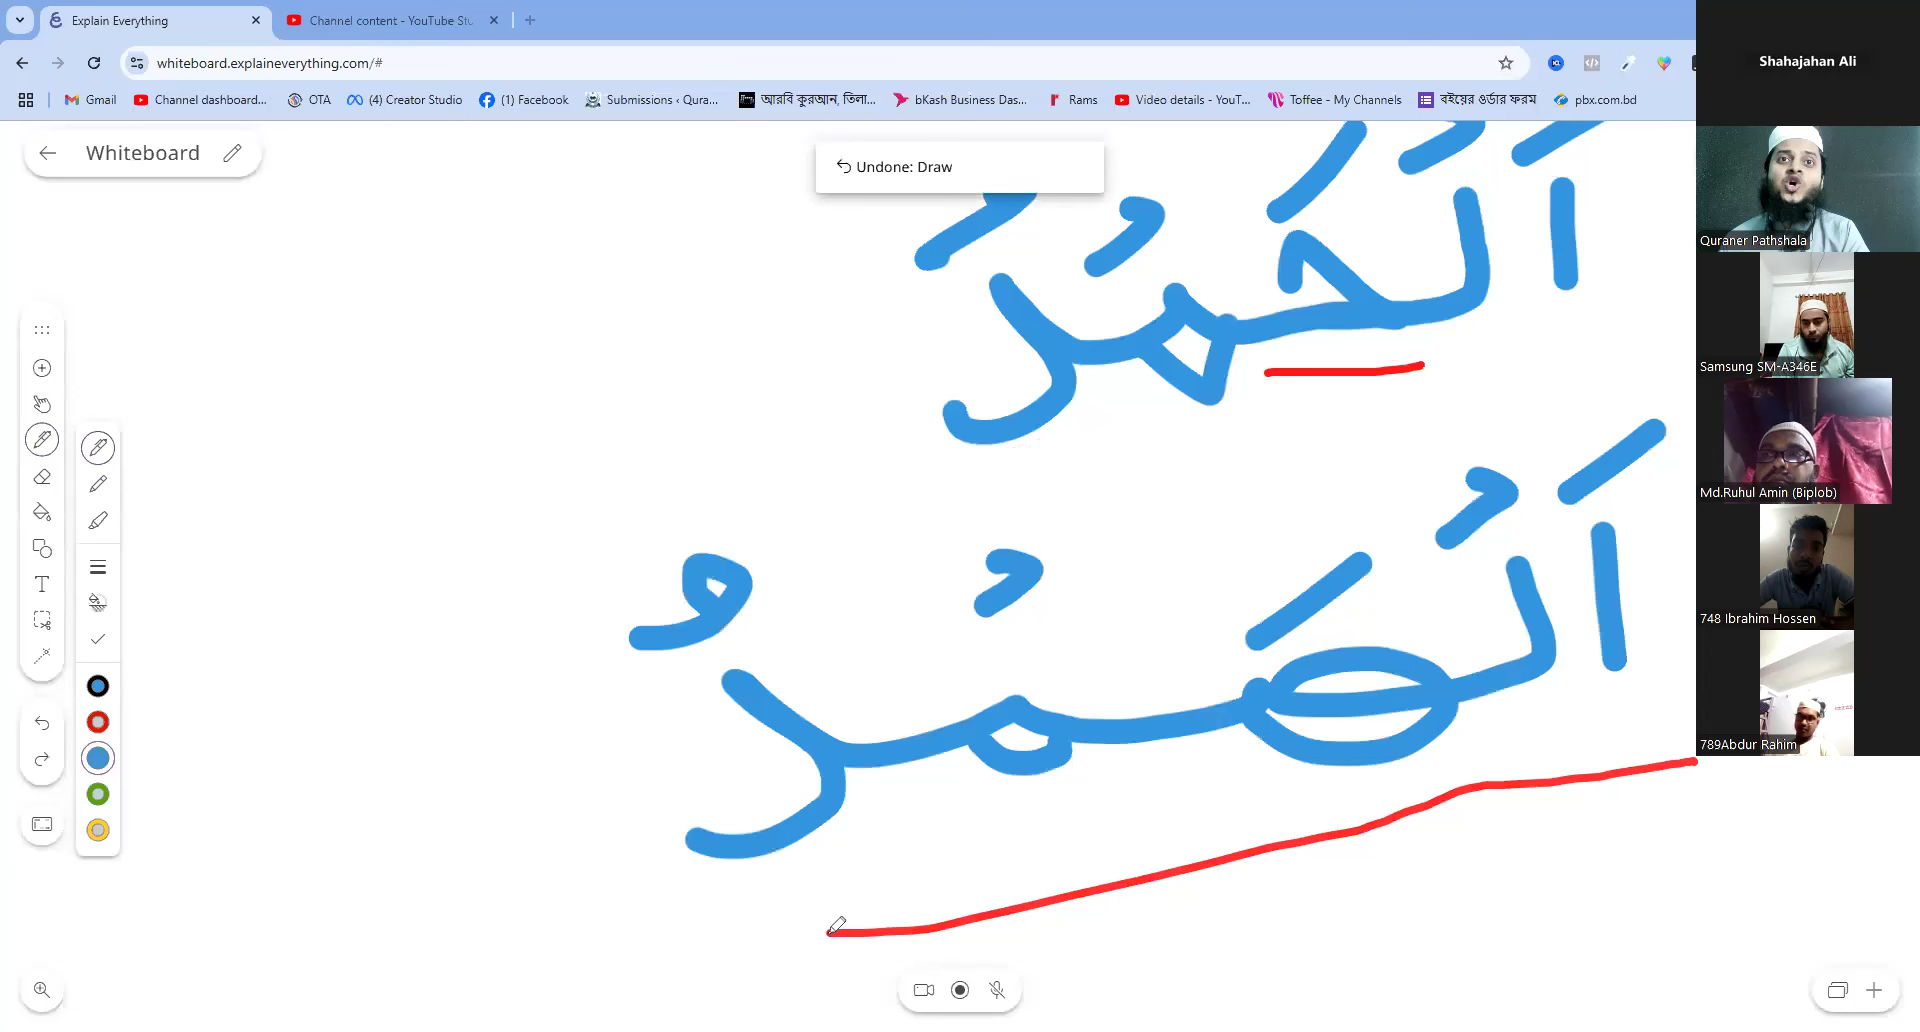 Explain Everything
Channel content - YouTube Stu
whiteboard.explaineverything.com/#
Gmail
Channel dashboard...
OTA
(4) Creator Studio
(1) Facebook
Submissions ‹ Qura...
আরবি কুরআন, তিলা...
bKash Business Das...
Rams
Video details - YouT...
Toffee - My Channels
বইয়ের ওর্ডার ফরম
pbx.com.bd
Whiteboard
Undone: Draw
اَلْحَمْدُ
اَلْصَمْدُ
T
Shahajahan Ali
Quraner Pathshala
Samsung SM-A346E
Md.Ruhul Amin (Biplob)
748 Ibrahim Hossen
789Abdur Rahim